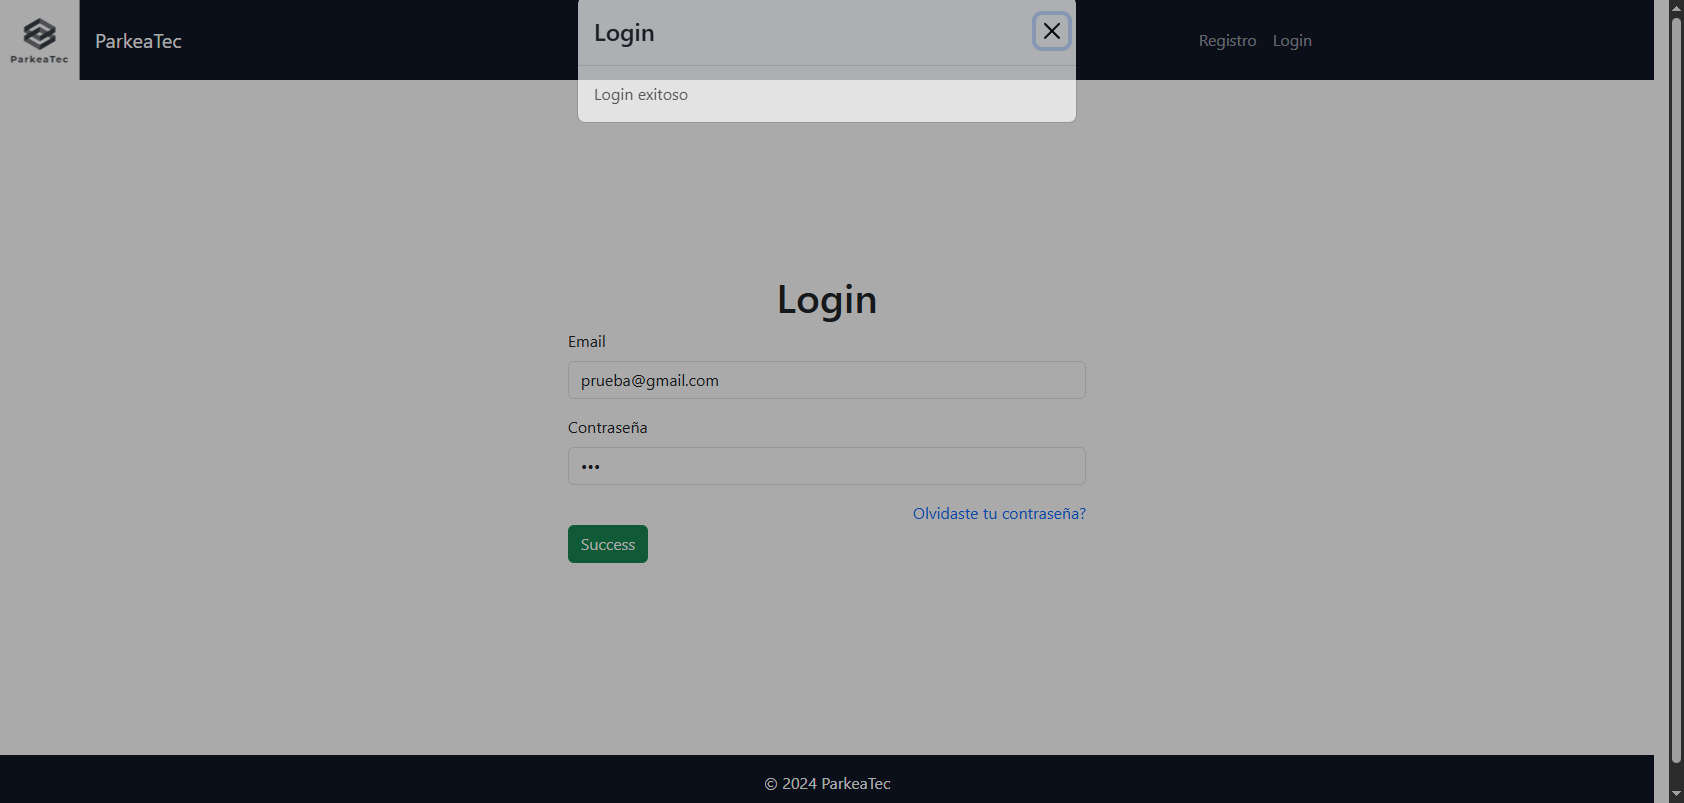 ParkeaTec
ParkeaTec
Login
Registro
Login
Login exitoso
Login
Email
prueba@gmail.com
Contraseña
•••
Olvidaste tu contraseña?
Success
© 2024 ParkeaTec